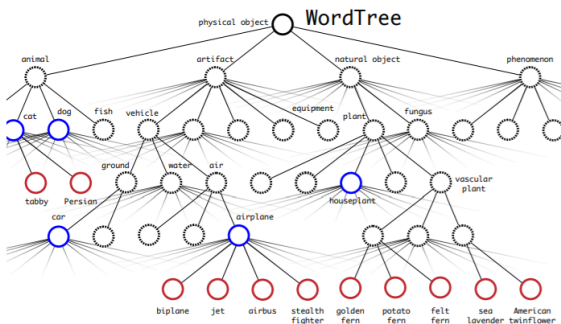 WordTree
physical object
animal
artifact
natural object
phenomenon
cat
dog
fish
vehicle
equipment
plant
fungus
tabby
Persian
ground
water
air
houseplant
vascular
plant
car
airplane
biplane
jet
airbus
stealth
fighter
golden
fern
potato
fern
felt
fern
sea
lavender
American
twinflower